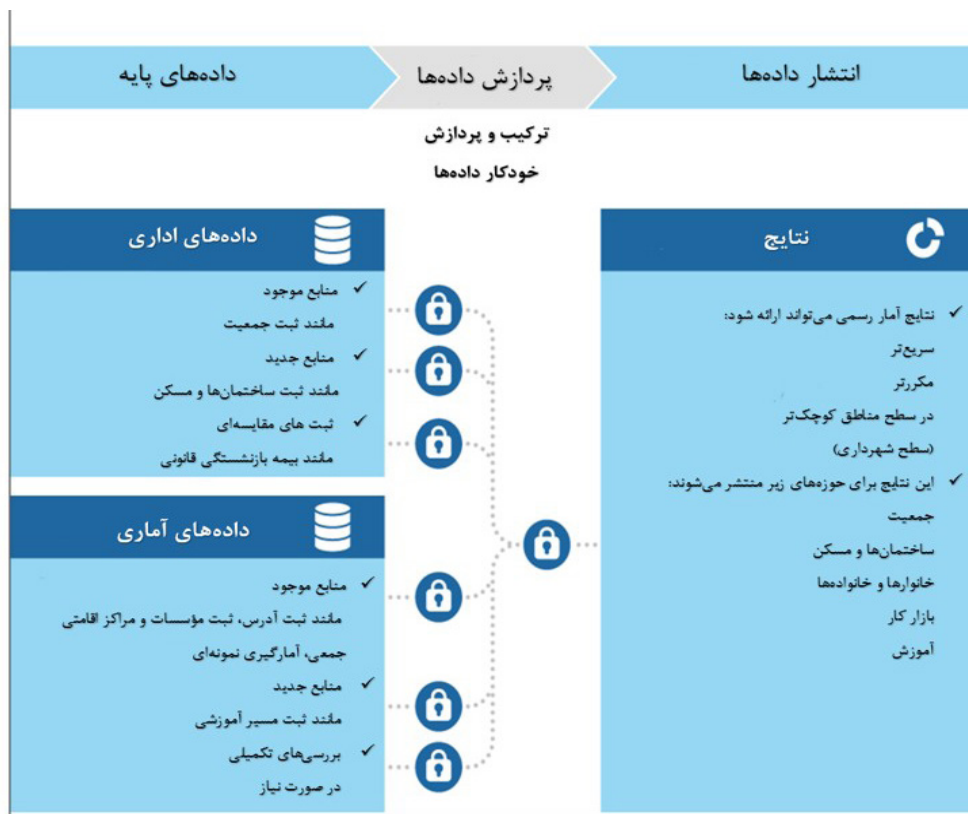 داده‌های پایه
پردازش داده‌ها
انتشار داده‌ها
ترکیب و پردازش
خودکار داده‌ها
داده‌های اداری
منابع موجود
مانند ثبت جمعیت
منابع جدید
مانند ثبت ساختمان‌ها و مسکن
ثبت های مقایسه‌ای
مانند بیمه بازنشستگی قانونی
داده‌های آماری
منابع موجود
مانند ثبت آدرس، ثبت مؤسسات و مراکز اقامتی
جمعی، آمارگیری نمونه‌ای
منابع جدید
مانند ثبت مسیر آموزشی
بررسی‌های تکمیلی
در صورت نیاز
نتایج
نتایج آمار رسمی می‌تواند ارائه شود:
سریع‌تر
مکررتر
در سطح مناطق کوچک‌تر
(سطح شهرداری)
این نتایج برای حوزه‌های زیر منتشر می‌شوند:
جمعیت
ساختمان‌ها و مسکن
خانوارها و خانواده‌ها
بازار کار
آموزش